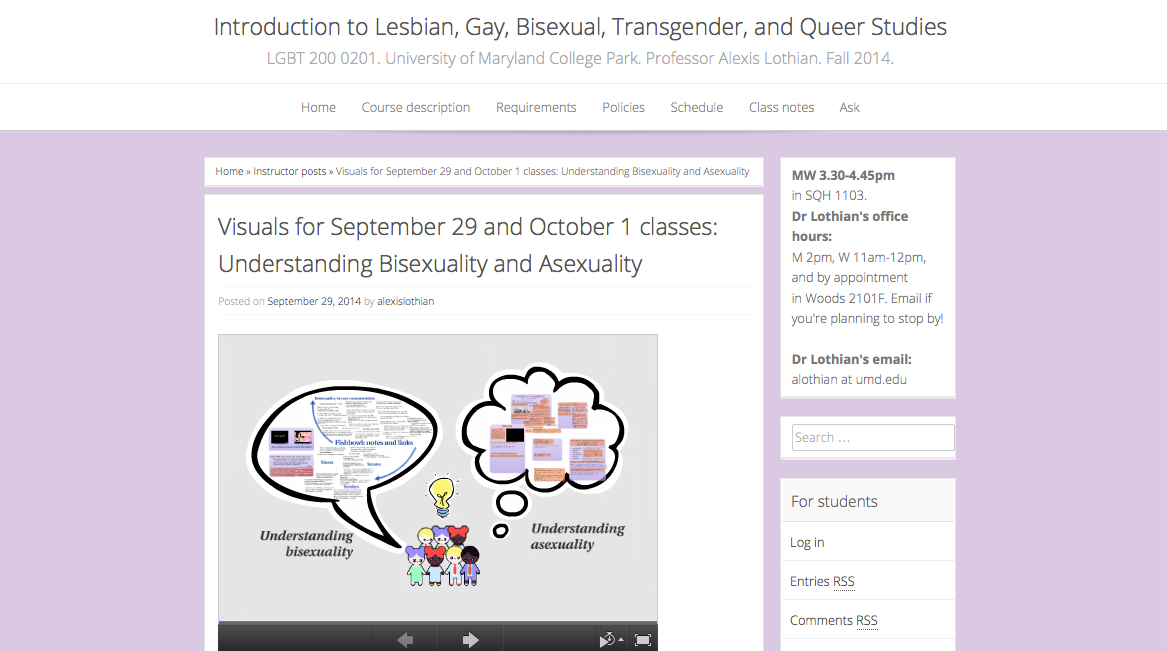 Introduction to Lesbian, Gay, Bisexual, Transgender, and Queer Studies
LGBT 200 0201. University of Maryland College Park. Professor Alexis Lothian. Fall 2014.
Home Course description Requirements Policies Schedule Class notes Ask
Home » Instructor posts » Visuals for September 29 and October 1 classes: Understanding Bisexuality and Asexuality
Visuals for September 29 and October 1 classes:
Understanding Bisexuality and Asexuality
Posted on September 29, 2014 by alexislothian
Fishbowl: notes and links
Understanding
bisexuality
Understanding
asexuality
MW 3.30-4.45pm
in SQH 1103.
Dr Lothian's office
hours:
M 2pm, W 11am-12pm,
and by appointment
in Woods 2101F. Email if
you're planning to stop by!
Dr Lothian's email:
alothian at umd.edu
Search ...
For students
Log in
Entries RSS
Comments RSS